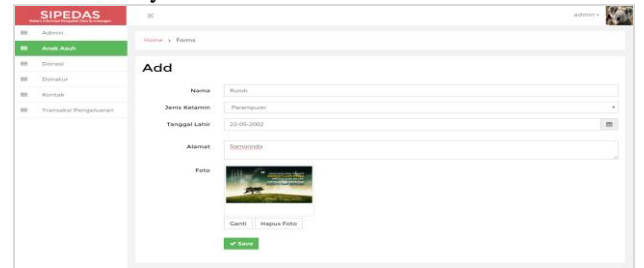 SIPEDAS
admin
Admin
Anak Asuh
Donasi
Donatur
Kontak
Transaksi Pengeluaran
Home > Forms
Add
Nama
Ruruh
Jenis Kelamin
Perempuan
Tanggal Lahir
22-05-2002
Alamat
Samarinda
Foto
Ganti
Hapus Foto
Save